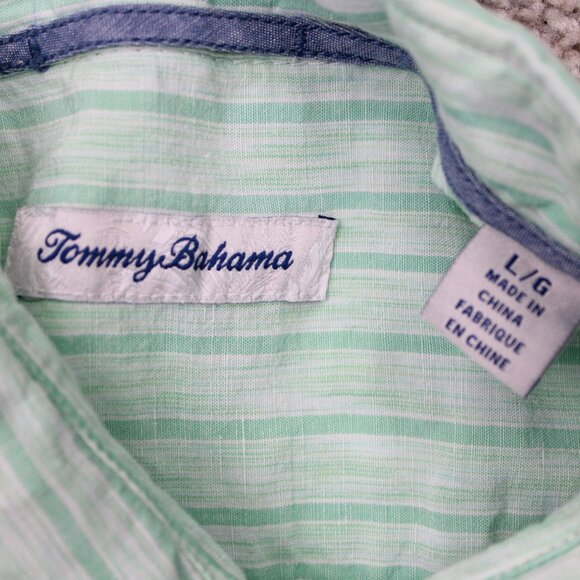 Tommy Bahama
L/G
MADE IN
CHINA
FABRIQUE
EN CHINE